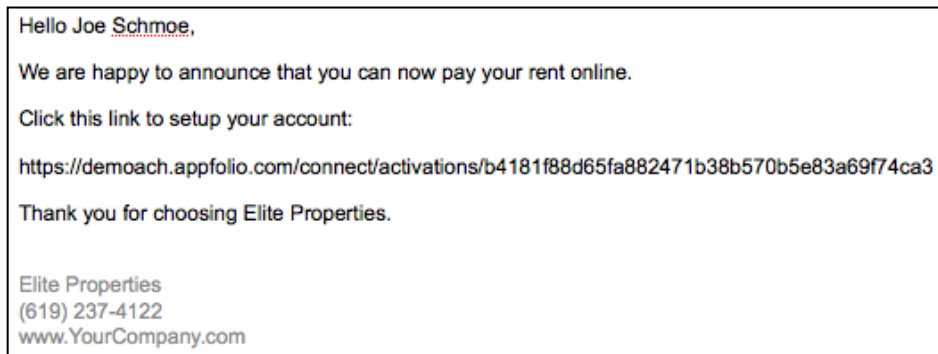 Hello Joe Schmoe,
We are happy to announce that you can now pay your rent online.
Click this link to setup your account:
https://demoach.appfolio.com/connect/activations/b4181f88d65fa882471b38b570b5e83a69f74ca3
Thank you for choosing Elite Properties.
Elite Properties
(619) 237-4122
www.YourCompany.com